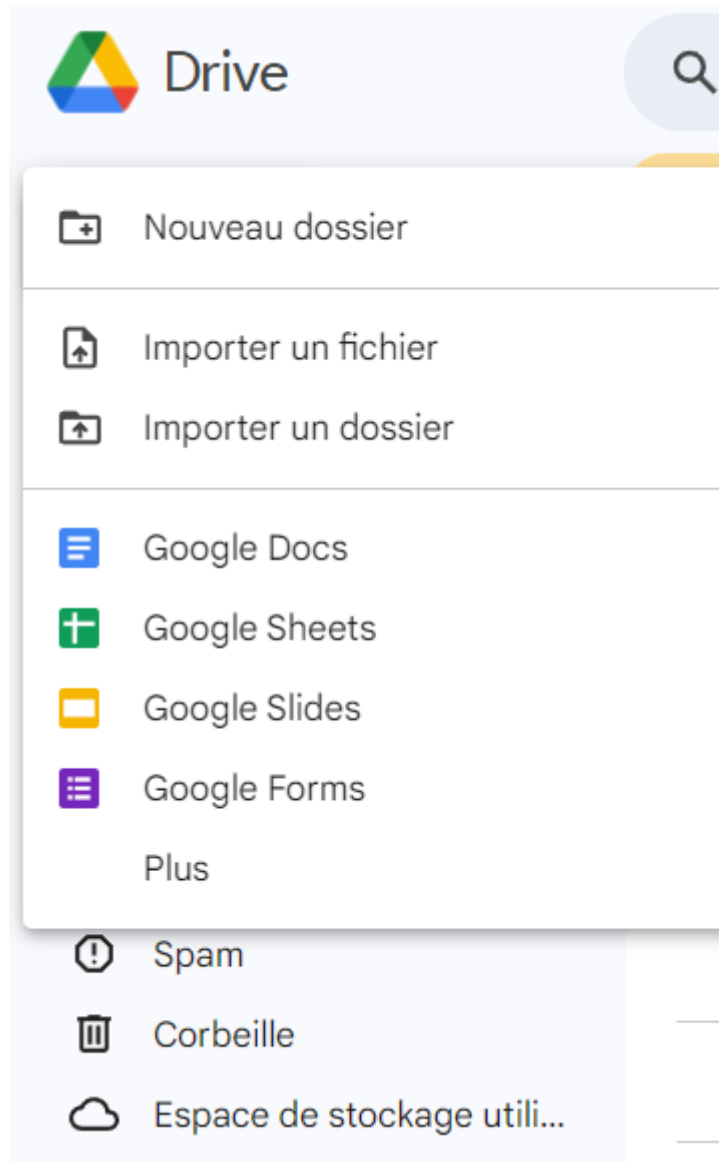 Drive
Nouveau dossier
Importer un fichier
Importer un dossier
Google Docs
Google Sheets
Google Slides
Google Forms
Plus
Spam
Corbeille
Espace de stockage utili...